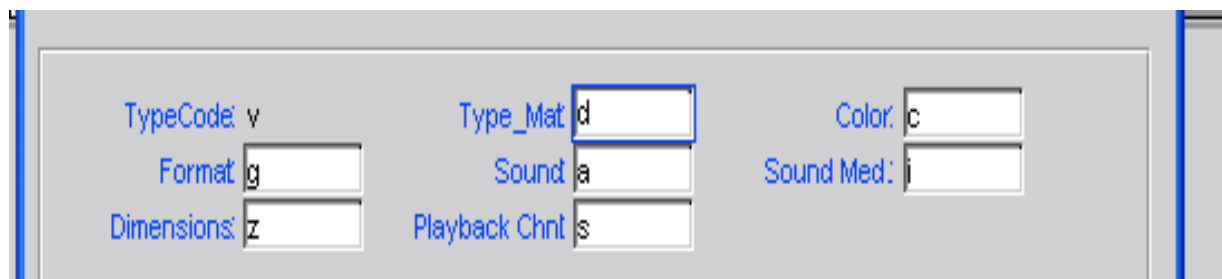 TypeCode: v Type_Mat: d Color: c
Format: g Sound: a Sound Med.: i
Dimensions: z Playback Chnl: s